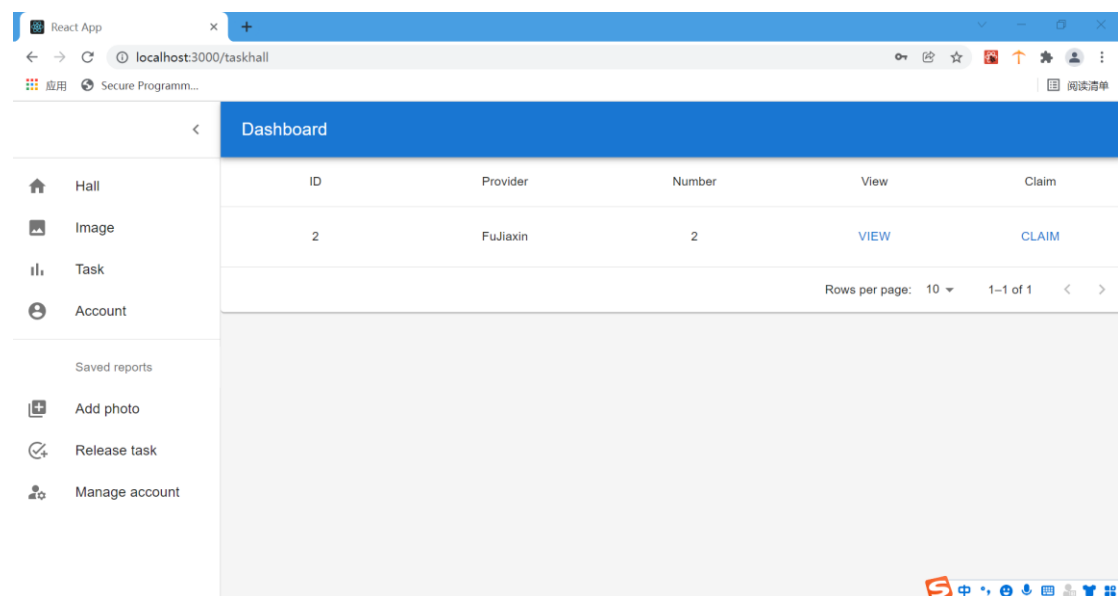 React App
localhost:3000/taskhall
应用 Secure Programm... 阅读清单
Dashboard
Hall
Image
Task
Account
Saved reports
Add photo
Release task
Manage account
ID Provider Number View Claim
2 FuJiaxin 2 VIEW CLAIM
Rows per page: 10 1–1 of 1
中